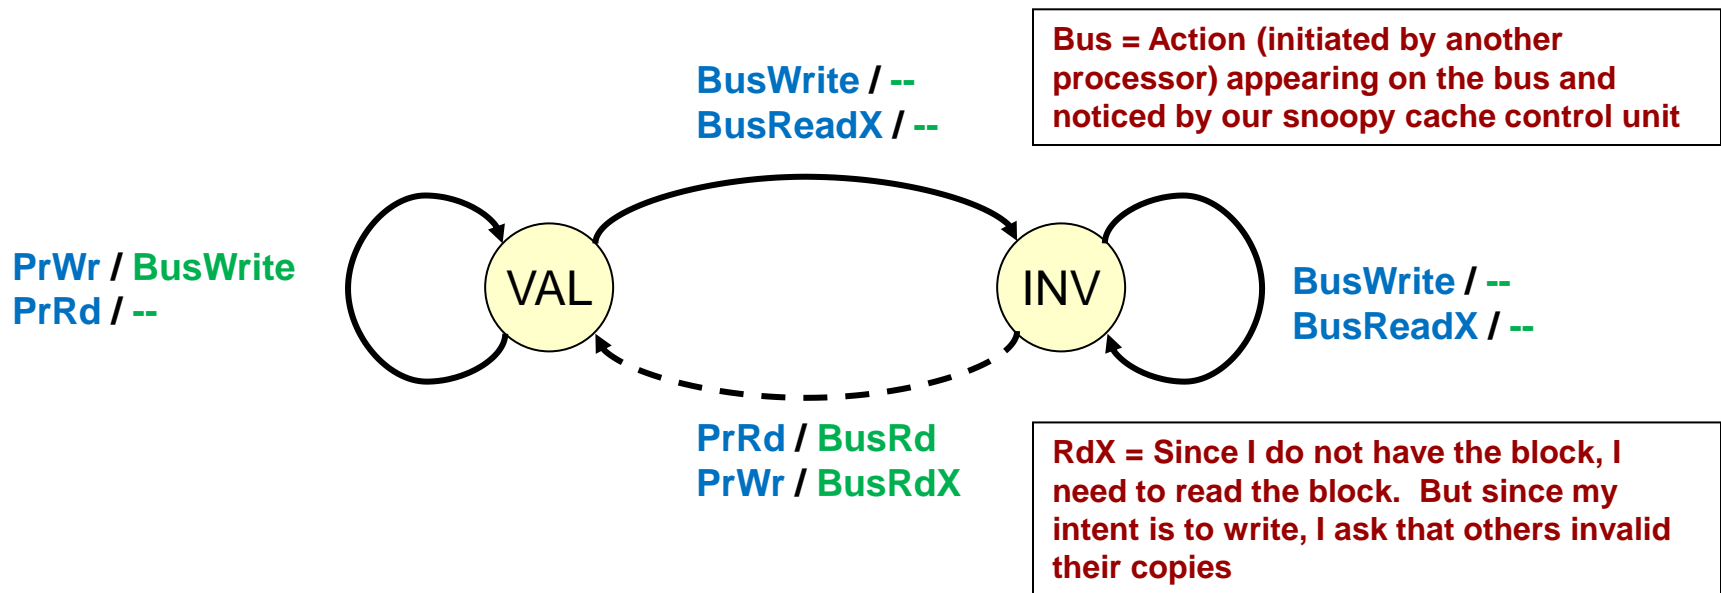 Bus = Action (initiated by another
processor) appearing on the bus and
noticed by our snoopy cache control unit
BusWrite / --
BusReadX / --
PrWr / BusWrite
PrRd / --
VAL
INV
BusWrite / --
BusReadX / --
PrRd / BusRd
PrWr / BusRdX
RdX = Since I do not have the block, I
need to read the block.  But since my
intent is to write, I ask that others invalid
their copies